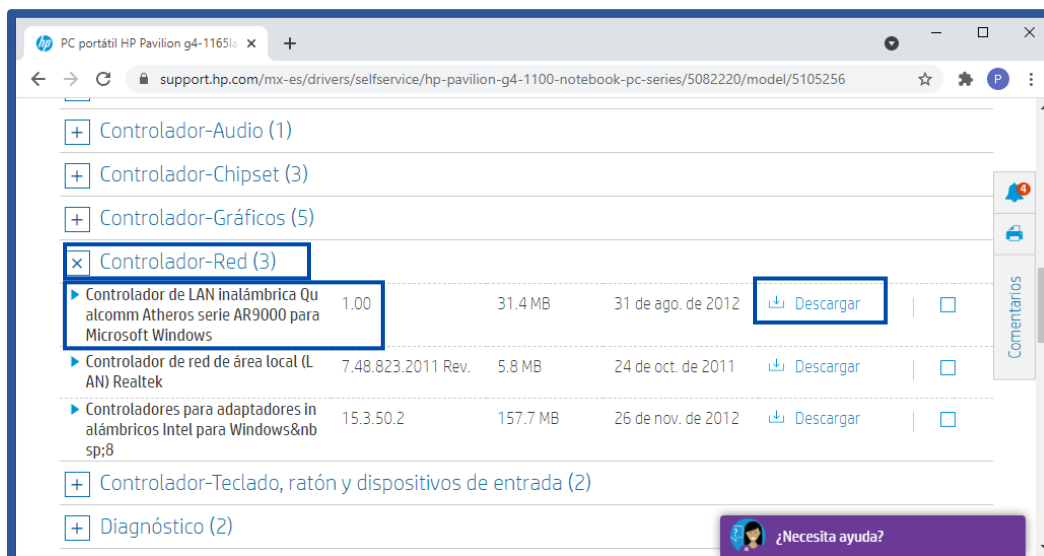 hp PC portátil HP Pavilion g4-1165la
support.hp.com/mx-es/drivers/selfservice/hp-pavilion-g4-1100-notebook-pc-series/5082220/model/5105256
P
Controlador-Audio (1)
Controlador-Chipset (3)
4
Controlador-Gráficos (5)
Controlador-Red (3)
Controlador de LAN inalámbrica Qu
alcomm Atheros serie AR9000 para
Microsoft Windows
1.00
31.4 MB
31 de ago. de 2012
Descargar
Comentarios
Controlador de red de área local (L
AN) Realtek
7.48.823.2011 Rev.
5.8 MB
24 de oct. de 2011
Descargar
Controladores para adaptadores in
alámbricos Intel para Windows&nb
sp;8
15.3.50.2
157.7 MB
26 de nov. de 2012
Descargar
Controlador-Teclado, ratón y dispositivos de entrada (2)
Diagnóstico (2)
¿Necesita ayuda?